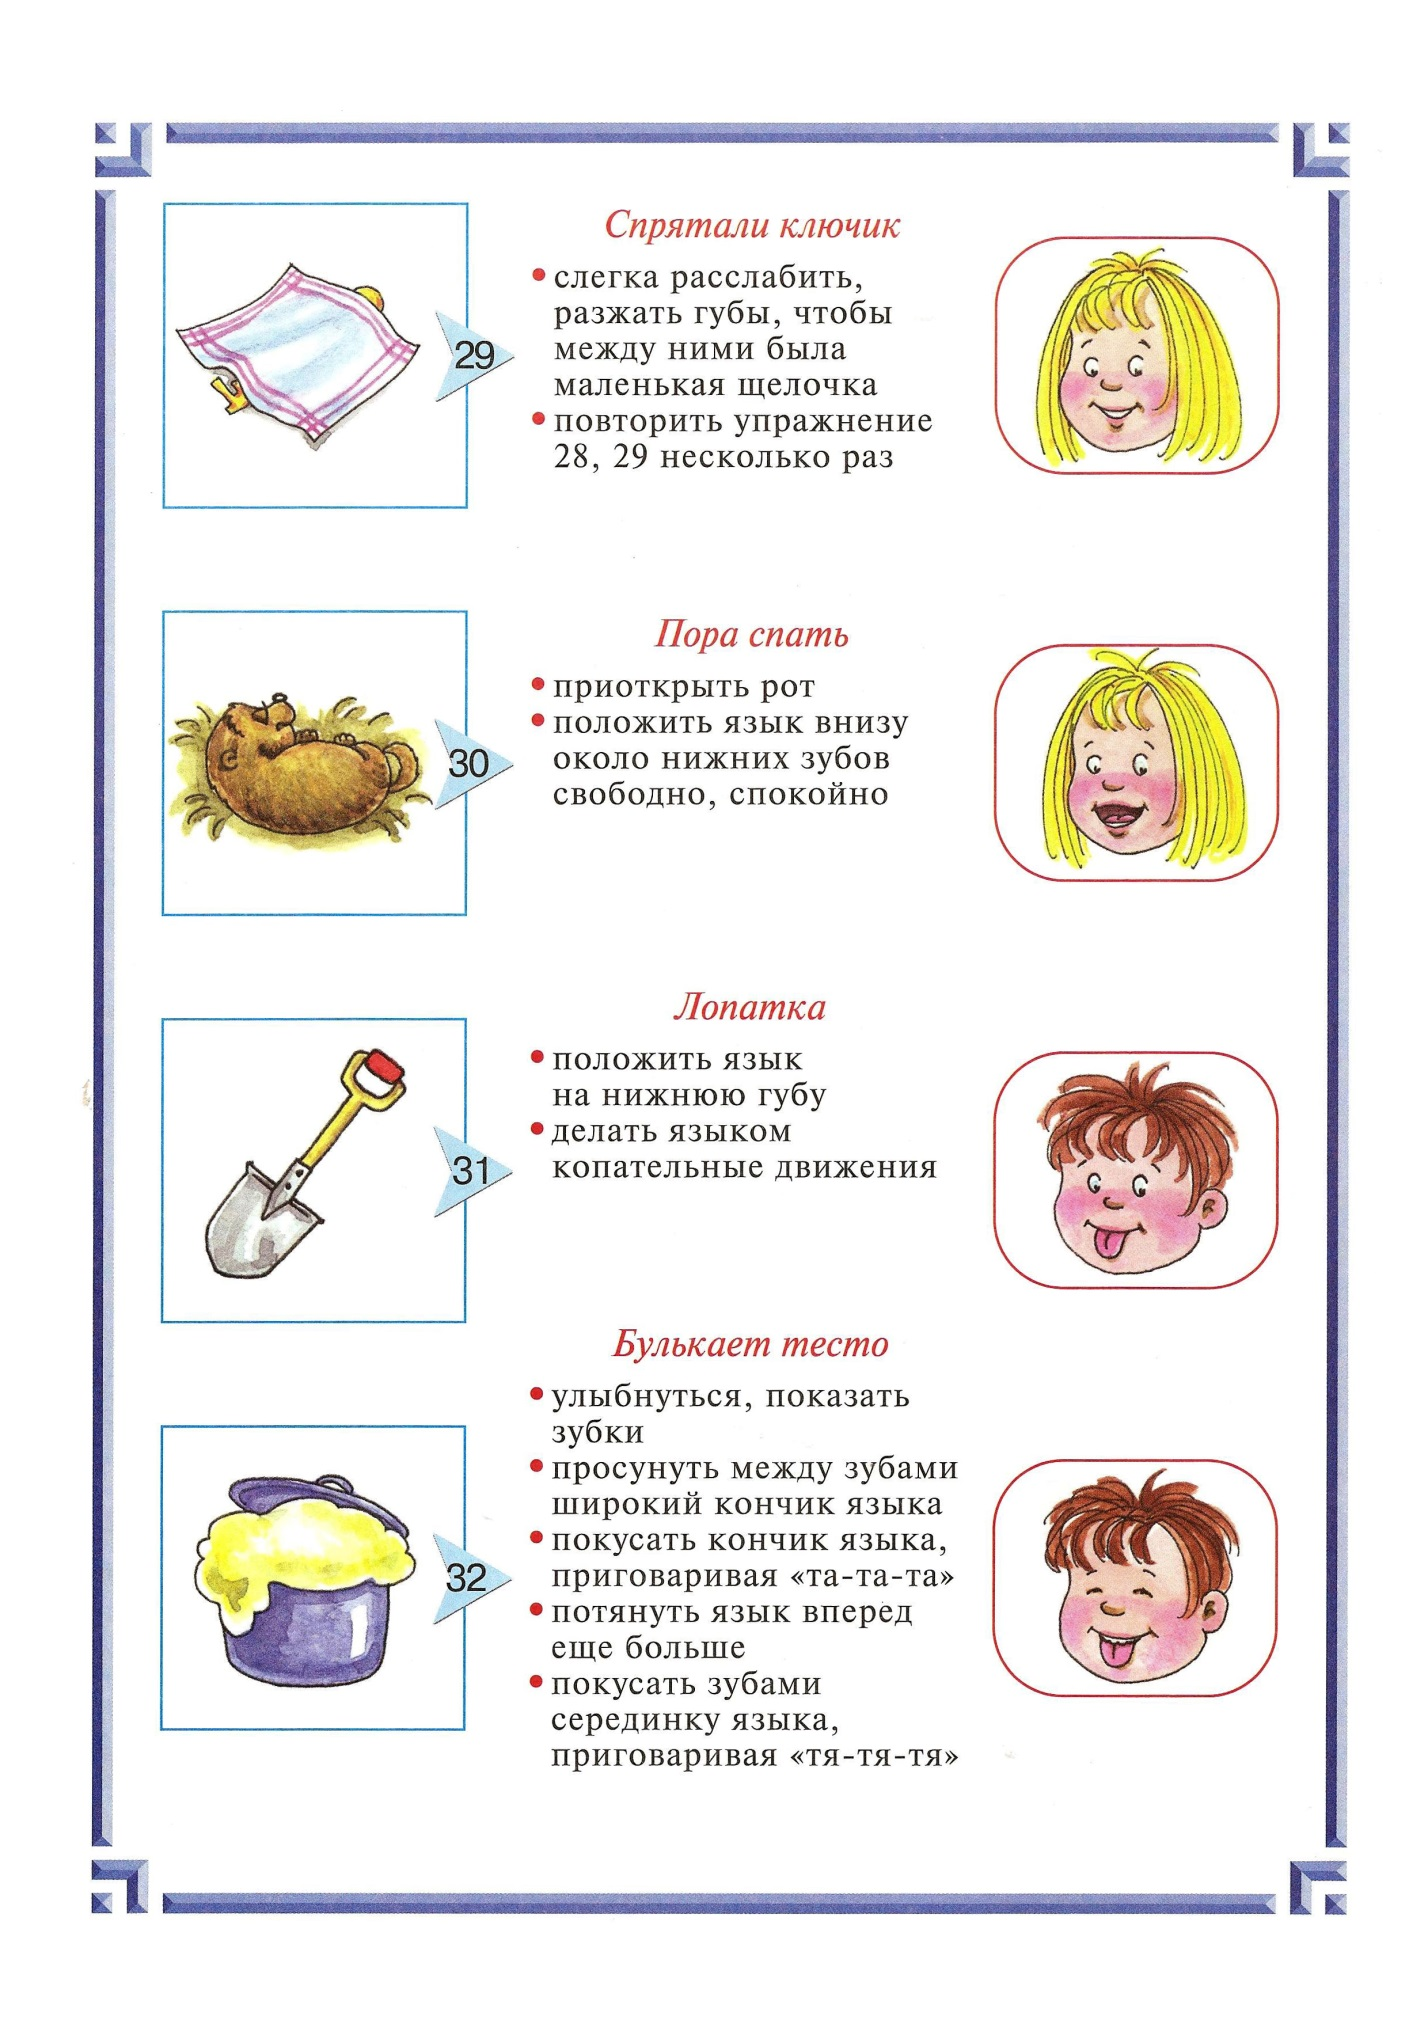 Спрятали ключик
• слегка расслабить,
разжать губы, чтобы
между ними была
маленькая щелочка
• повторить упражнение
28, 29 несколько раз
29
Пора спать
• приоткрыть рот
• положить язык внизу
около нижних зубов
свободно, спокойно
30
Лопатка
• положить язык
на нижнюю губу
• делать языком
копательные движения
31
Булькает тесто
• улыбнуться, показать
зубки
• просунуть между зубами
широкий кончик языка
• покусать кончик языка,
приговаривая «та-та-та»
• потянуть язык вперед
еще больше
• покусать зубами
серединку языка,
приговаривая «тя-тя-тя»
32